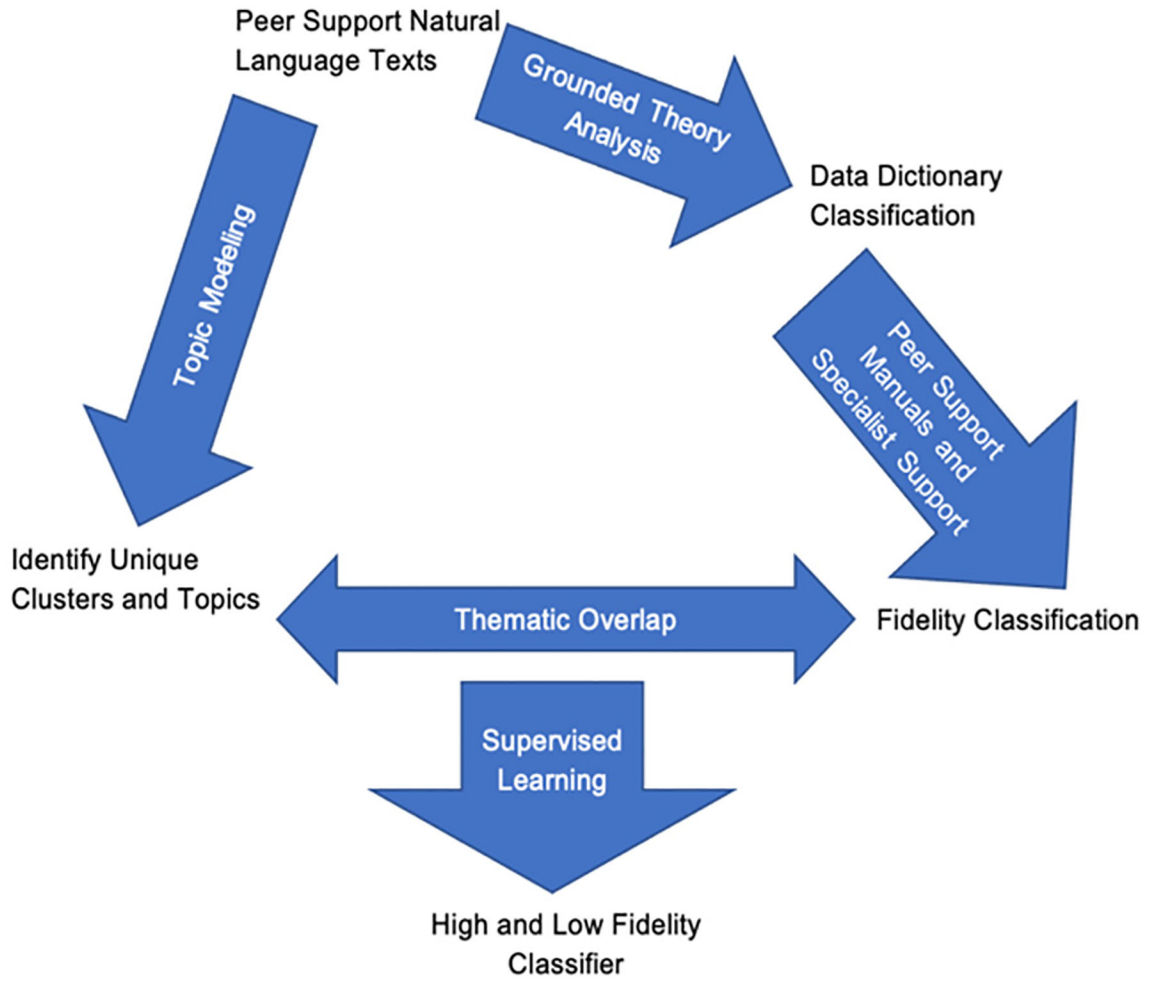 Peer Support Natural
Language Texts
Grounded Theory
Analysis
Data Dictionary
Classification
Topic Modeling
Peer Support
Manuals and
Specialist Support
Identify Unique
Clusters and Topics
Thematic Overlap
Fidelity Classification
Supervised
Learning
High and Low Fidelity
Classifier